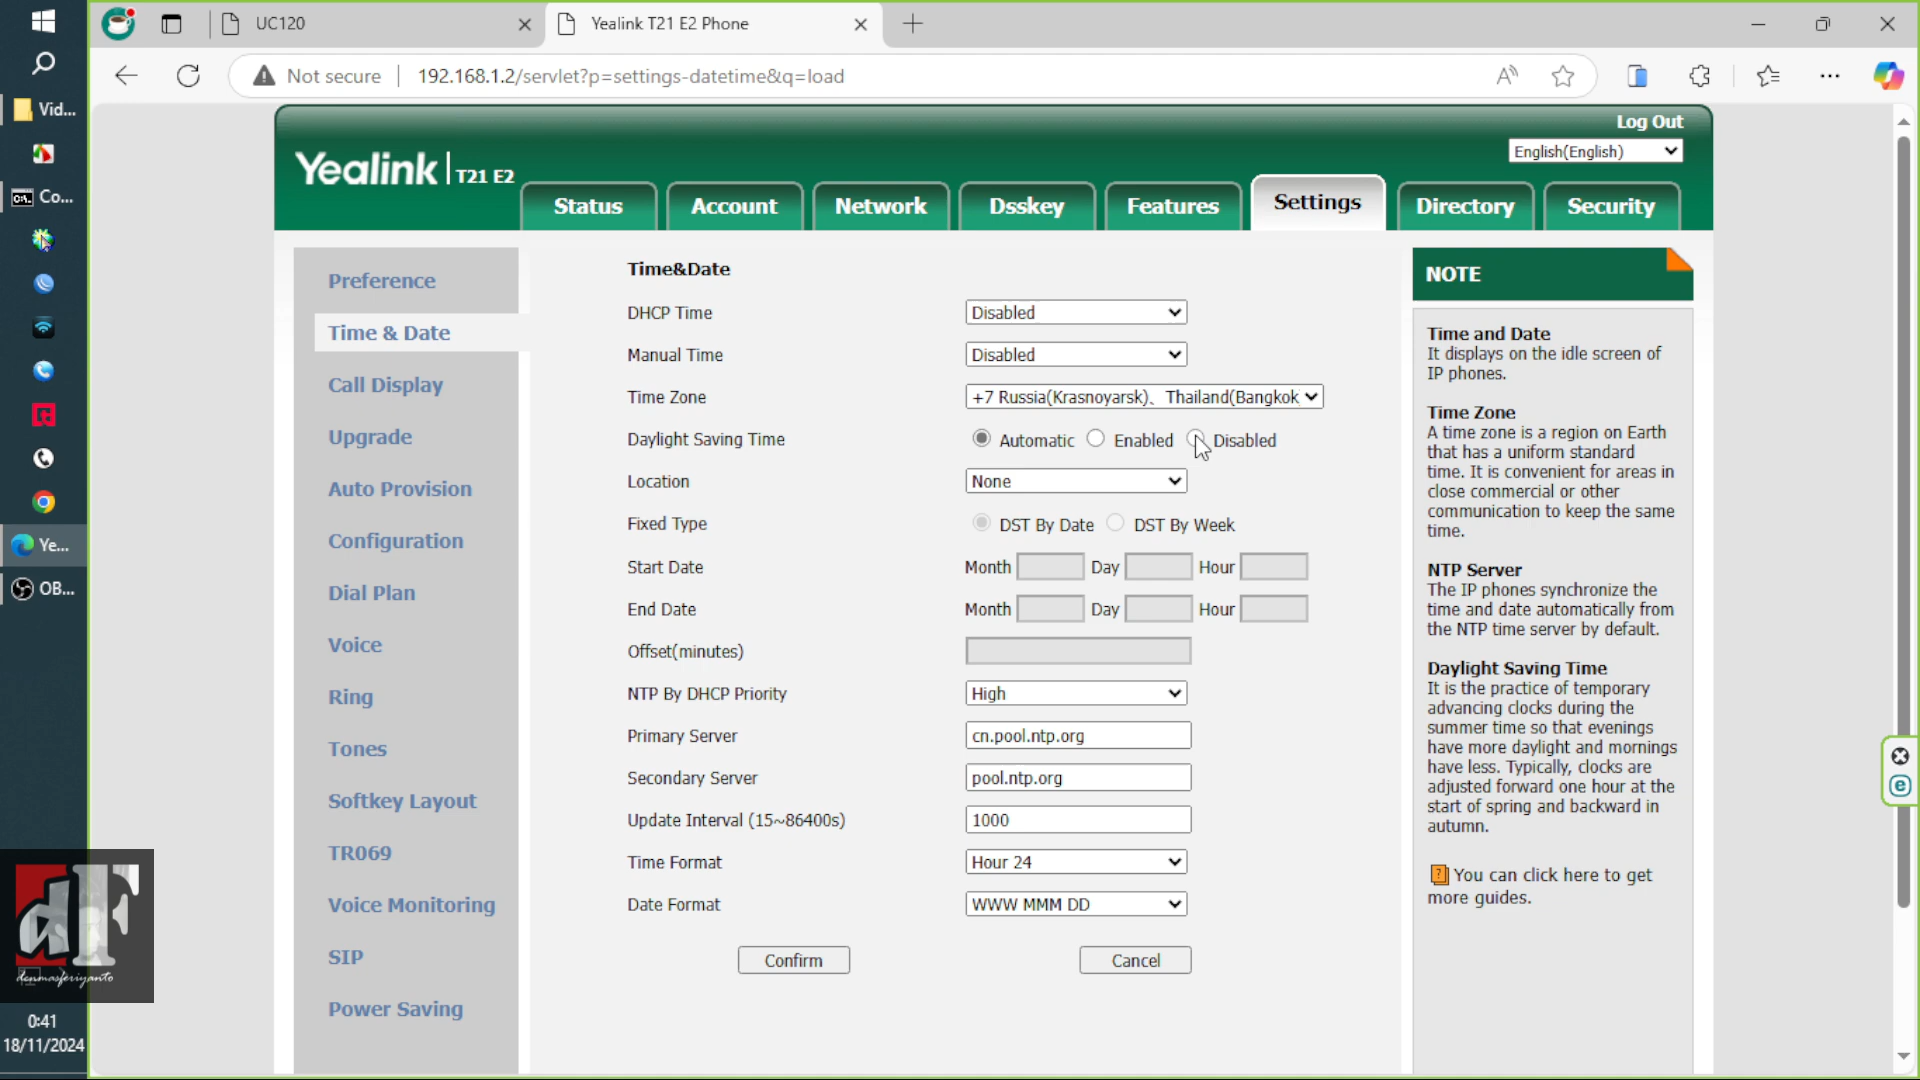 UC120
Yealink T21 E2 Phone
Not secure
192.168.1.2/servlet?p=settings-datetime&q=load
Vid...
Co...
Ye...
OB...
Log Out
English(English)
Yealink T21 E2
Status
Account
Network
Dsskey
Features
Settings
Directory
Security
Preference
Time & Date
Call Display
Upgrade
Auto Provision
Configuration
Dial Plan
Voice
Ring
Tones
Softkey Layout
TR069
Voice Monitoring
SIP
Power Saving
Time&Date
DHCP Time Disabled
Manual Time Disabled
Time Zone +7 Russia(Krasnoyarsk)、Thailand(Bangkok
Daylight Saving Time Automatic Enabled Disabled
Location None
Fixed Type DST By Date DST By Week
Start Date Month Day Hour
End Date Month Day Hour
Offset(minutes)
NTP By DHCP Priority High
Primary Server cn.pool.ntp.org
Secondary Server pool.ntp.org
Update Interval (15~86400s) 1000
Time Format Hour 24
Date Format WWW MMM DD
Confirm Cancel
NOTE
Time and Date
It displays on the idle screen of
IP phones.
Time Zone
A time zone is a region on Earth
that has a uniform standard
time. It is convenient for areas in
close commercial or other
communication to keep the same
time.
NTP Server
The IP phones synchronize the
time and date automatically from
the NTP time server by default.
Daylight Saving Time
It is the practice of temporary
advancing clocks during the
summer time so that evenings
have more daylight and mornings
have less. Typically, clocks are
adjusted forward one hour at the
start of spring and backward in
autumn.
You can click here to get
more guides.
dF
denmasferiyanto
0:41
18/11/2024